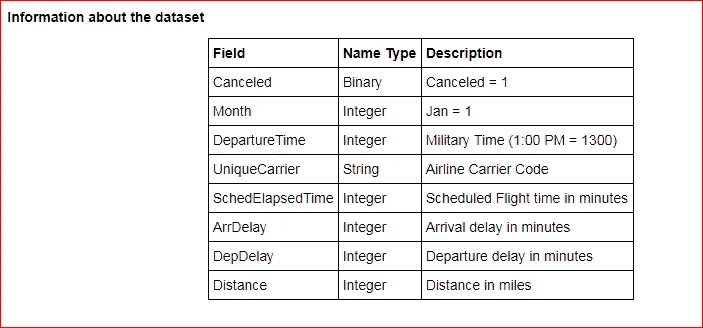 Information about the dataset
Field Name Type Description
Canceled Binary Canceled = 1
Month Integer Jan = 1
DepartureTime Integer Military Time (1:00 PM = 1300)
UniqueCarrier String Airline Carrier Code
SchedElapsedTime Integer Scheduled Flight time in minutes
ArrDelay Integer Arrival delay in minutes
DepDelay Integer Departure delay in minutes
Distance Integer Distance in miles